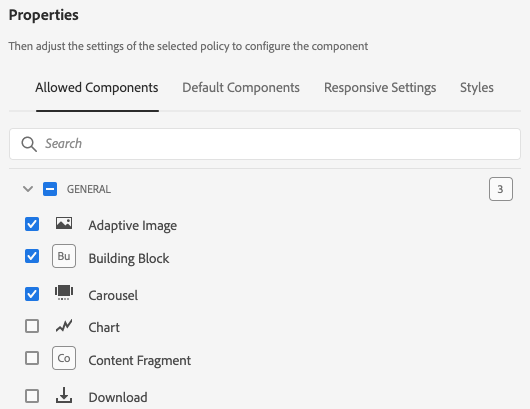 Properties
Then adjust the settings of the selected policy to configure the component
Allowed Components Default Components Responsive Settings Styles
Search
GENERAL 3
Adaptive Image
Bu Building Block
Carousel
Chart
Co Content Fragment
Download